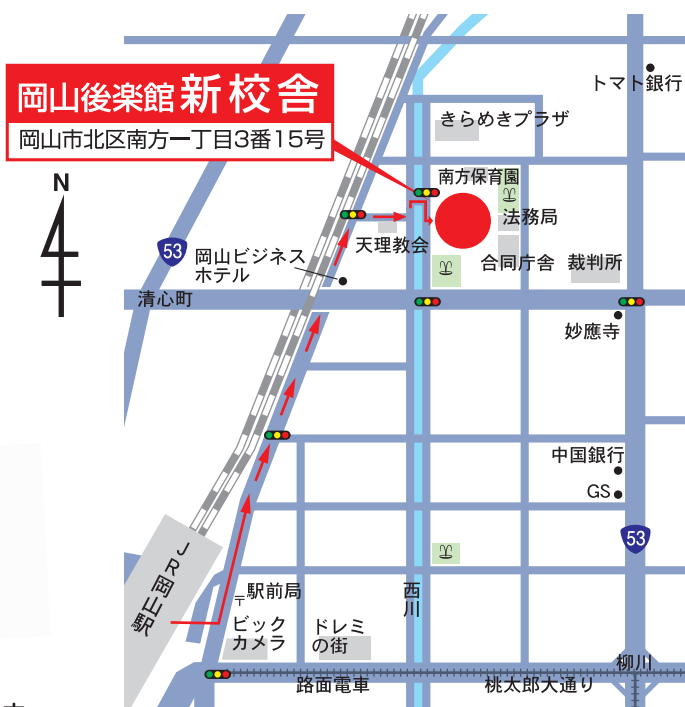 岡山後楽館 新校舎
岡山市北区南方一丁目3番15号
トマト銀行
きらめきプラザ
南方保育園
法務局
天理教会
合同庁舎
裁判所
N
53
岡山ビジネス
ホテル
清心町
妙應寺
中国銀行
GS
53
JR岡山駅
〒駅前局
西川
ビック
カメラ
ドレミ
の街
柳川
路面電車
桃太郎大通り